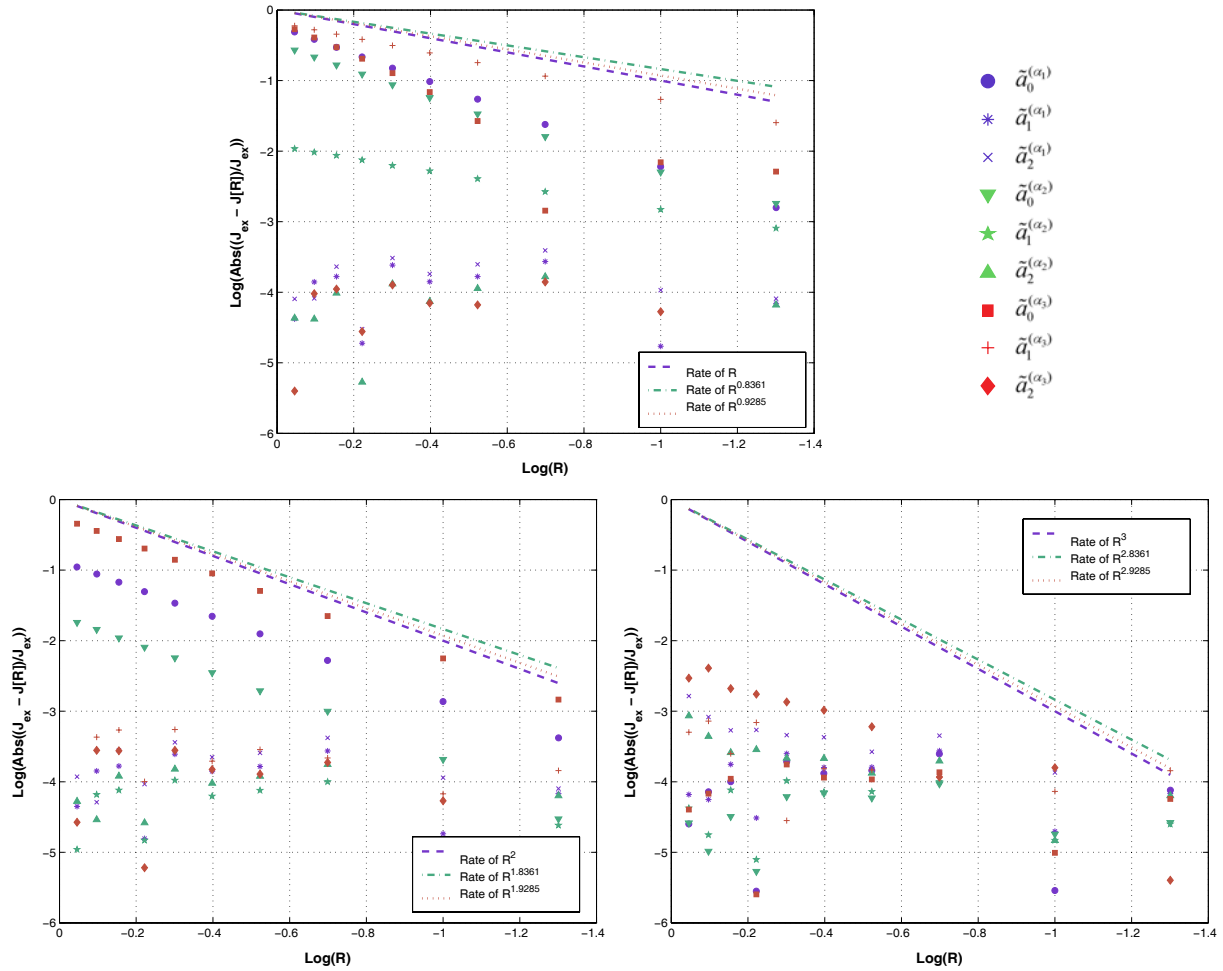 0
−1
−2
−3
−4
−5
−6
Log(Abs((J_ex − J[R])/J_ex))
0 −0.2 −0.4 −0.6 −0.8 −1 −1.2 −1.4
Log(R)
Rate of R
Rate of R^0.8361
Rate of R^0.9285
ã_0^(α_1)
ã_1^(α_1)
ã_2^(α_1)
ã_0^(α_2)
ã_1^(α_2)
ã_2^(α_2)
ã_0^(α_3)
ã_1^(α_3)
ã_2^(α_3)
0
−1
−2
−3
−4
−5
−6
Log(Abs((J_ex − J[R])/J_ex))
0 −0.2 −0.4 −0.6 −0.8 −1 −1.2 −1.4
Log(R)
Rate of R^2
Rate of R^1.8361
Rate of R^1.9285
0
−1
−2
−3
−4
−5
−6
Log(Abs((J_ex − J[R])/J_ex))
0 −0.2 −0.4 −0.6 −0.8 −1 −1.2 −1.4
Log(R)
Rate of R^3
Rate of R^2.8361
Rate of R^2.9285